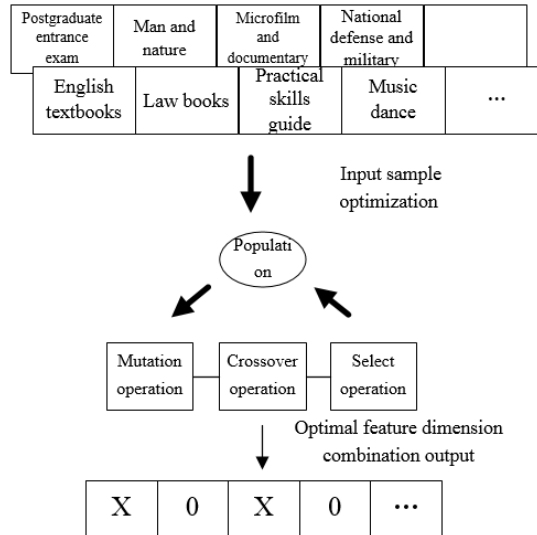 Postgraduate
entrance
exam
Man and
nature
Microfilm
and
documentary
National
defense and
military
English
textbooks
Law books
Practical
skills
guide
Music
dance
...
Input sample
optimization
Populati
on
Mutation
operation
Crossover
operation
Select
operation
Optimal feature dimension
combination output
X 0 X 0 ...